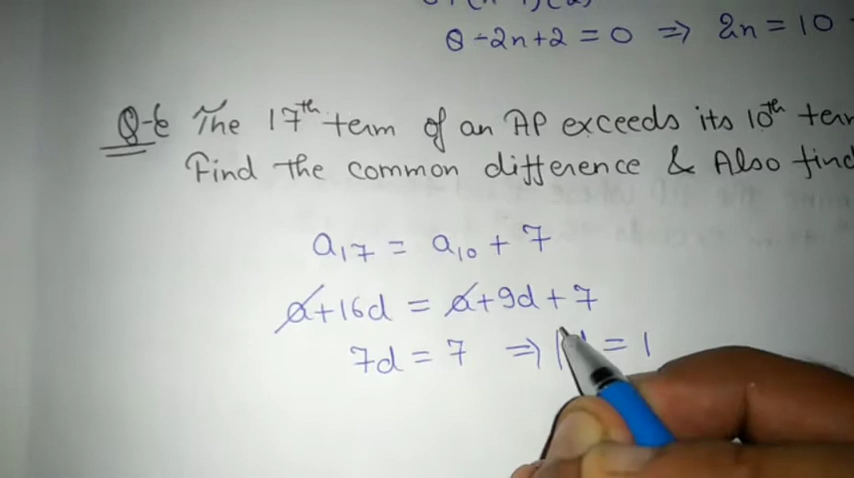 θ-2n+2 = 0 ⇒ 2n = 10
Q-6 The 17th term of an AP exceeds its 10th
Find the common difference & Also find
a17 = a10 + 7
a+16d = a+9d+7
7d = 7 ⇒ = 1